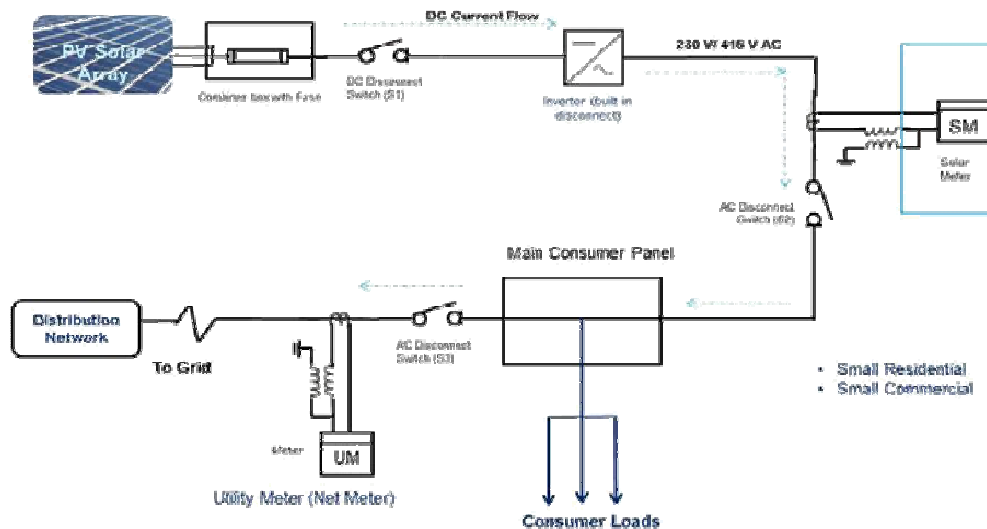 DC Current Flow
PV Solar
Array
230 V/ 415 V AC
Combiner box with Fuse
DC Disconnect
Switch (S1)
Inverter (built in
disconnect)
SM
Solar
Meter
AC Disconnect
Switch (S2)
Main Consumer Panel
Distribution
Network
To Grid
AC Disconnect
Switch (S3)
• Small Residential
• Small Commercial
Meter
UM
Utility Meter (Net Meter)
Consumer Loads